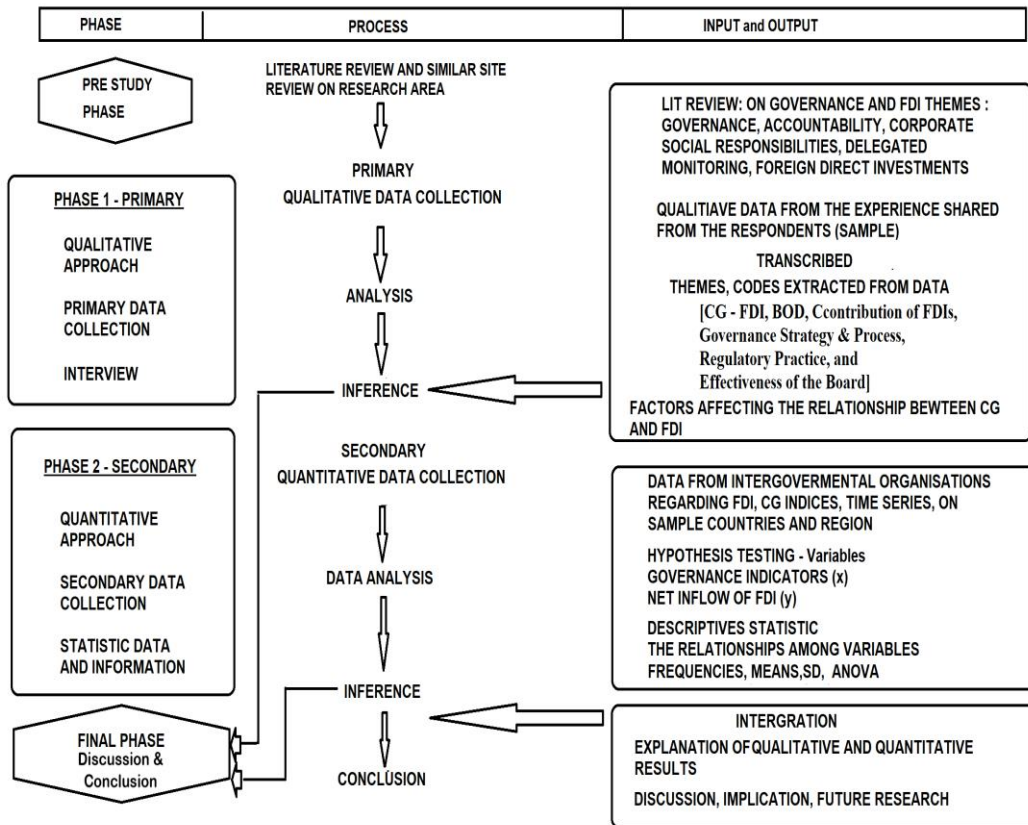 PHASE
PROCESS
INPUT and OUTPUT
PRE STUDY
PHASE
LITERATURE REVIEW AND SIMILAR SITE
REVIEW ON RESEARCH AREA
LIT REVIEW: ON GOVERNANCE AND FDI THEMES :
GOVERNANCE, ACCOUNTABILITY, CORPORATE
SOCIAL RESPONSIBILITIES, DELEGATED
MONITORING, FOREIGN DIRECT INVESTMENTS
PHASE 1 - PRIMARY
QUALITATIVE
APPROACH
PRIMARY DATA
COLLECTION
INTERVIEW
PRIMARY
QUALITATIVE DATA COLLECTION
ANALYSIS
INFERENCE
QUALITIAVE DATA FROM THE EXPERIENCE SHARED
FROM THE RESPONDENTS (SAMPLE)
TRANSCRIBED
THEMES, CODES EXTRACTED FROM DATA
[CG - FDI, BOD, Ccontribution of FDIs,
Governance Strategy & Process,
Regulatory Practice, and
Effectiveness of the Board]
FACTORS AFFECTING THE RELATIONSHIP BEWTEEN CG
AND FDI
PHASE 2 - SECONDARY
QUANTITATIVE
APPROACH
SECONDARY DATA
COLLECTION
STATISTIC DATA
AND INFORMATION
SECONDARY
QUANTITATIVE DATA COLLECTION
DATA ANALYSIS
INFERENCE
DATA FROM INTERGOVERMENTAL ORGANISATIONS
REGARDING FDI, CG INDICES, TIME SERIES, ON
SAMPLE COUNTRIES AND REGION
HYPOTHESIS TESTING - Variables
GOVERNANCE INDICATORS (x)
NET INFLOW OF FDI (y)
DESCRIPTIVES STATISTIC
THE RELATIONSHIPS AMONG VARIABLES
FREQUENCIES, MEANS,SD, ANOVA
FINAL PHASE
Discussion &
Conclusion
CONCLUSION
INTERGRATION
EXPLANATION OF QUALITATIVE AND QUANTITATIVE
RESULTS
DISCUSSION, IMPLICATION, FUTURE RESEARCH